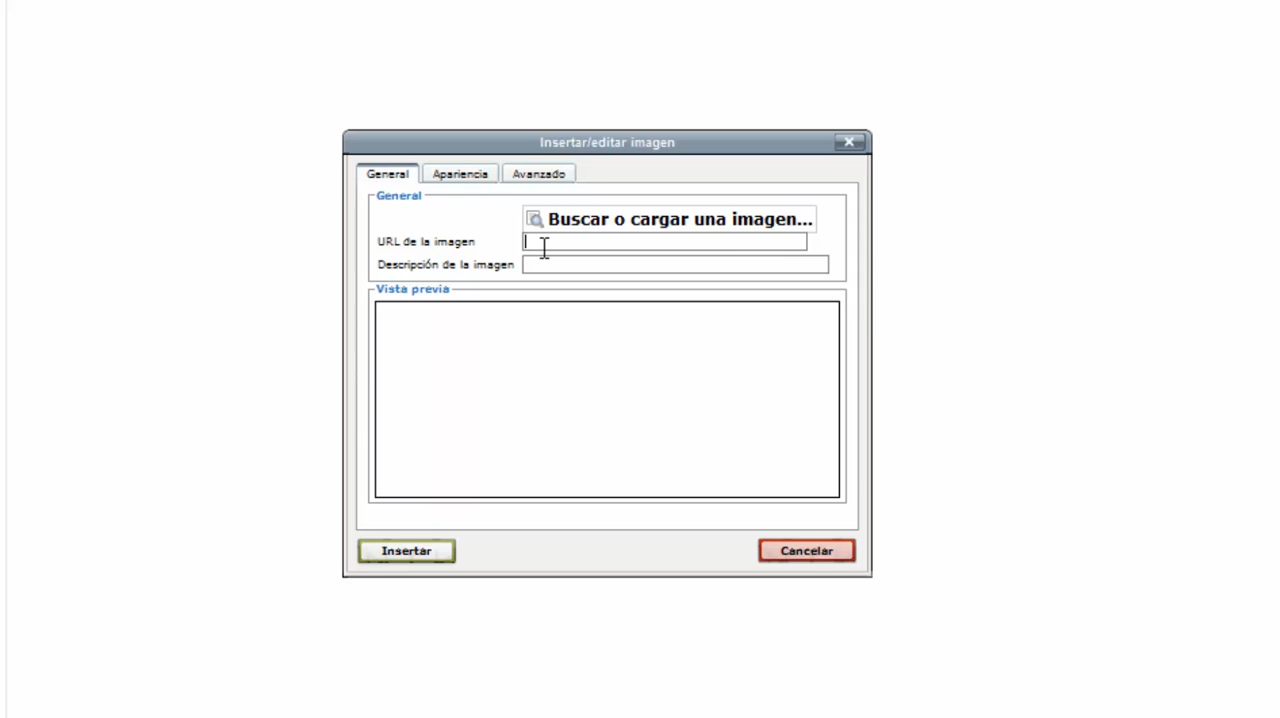 Insertar/editar imagen
General Apariencia Avanzado
General
Buscar o cargar una imagen...
URL de la imagen
Descripción de la imagen
Vista previa
Insertar Cancelar